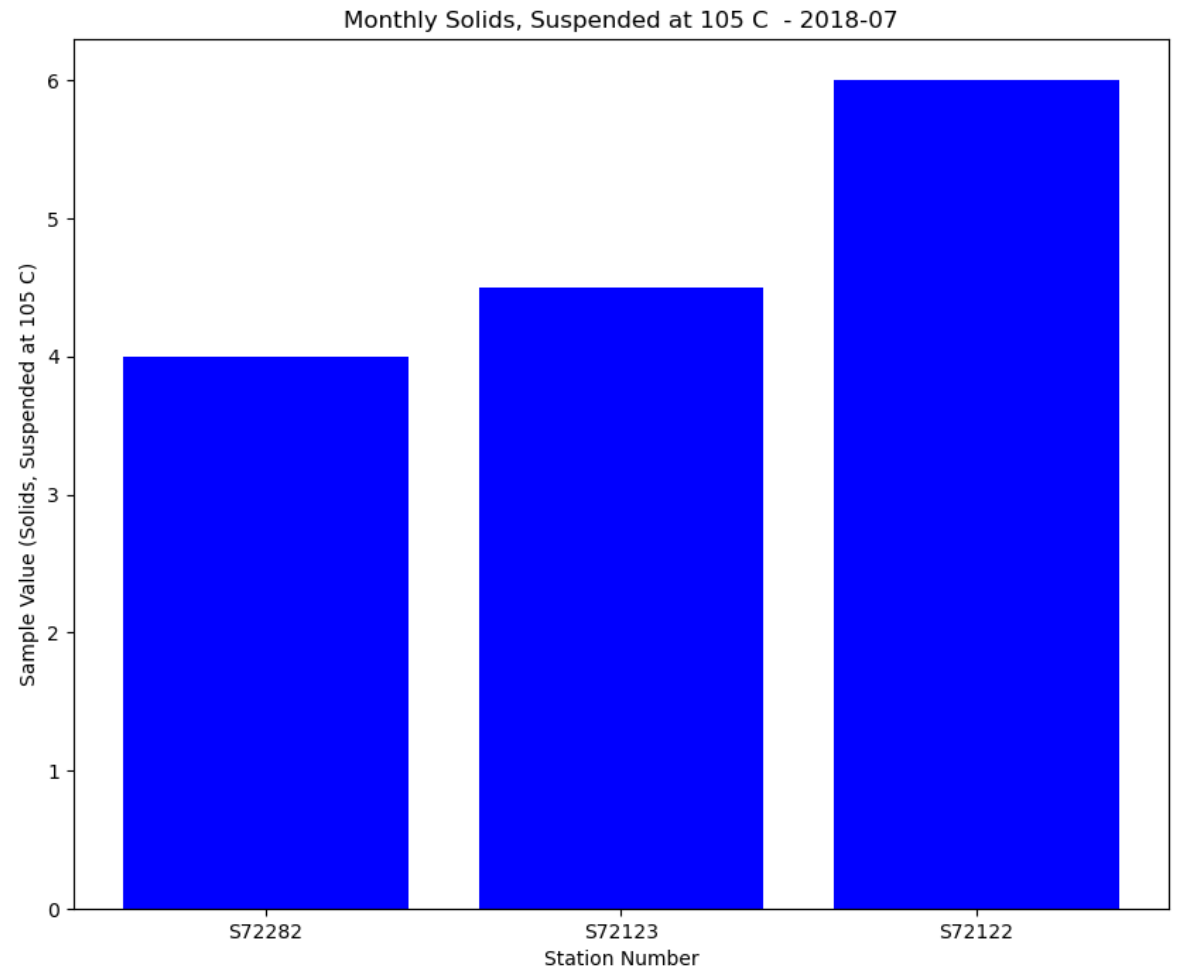 Monthly Solids, Suspended at 105 C  - 2018-07
Sample Value (Solids, Suspended at 105 C)
6
5
4
3
2
1
0
S72282 S72123 S72122
Station Number